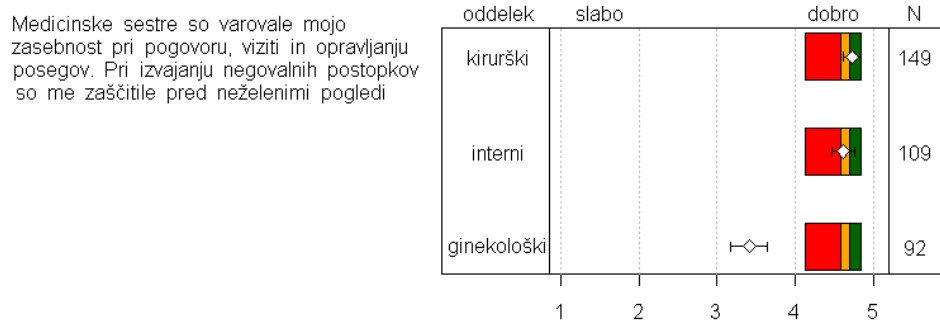 Medicinske sestre so varovale mojo
zasebnost pri pogovoru, viziti in opravljanju
posegov. Pri izvajanju negovalnih postopkov
so me zaščitile pred neželenimi pogledi
oddelek slabo dobro N
kirurški 149
interni 109
ginekološki 92
1 2 3 4 5